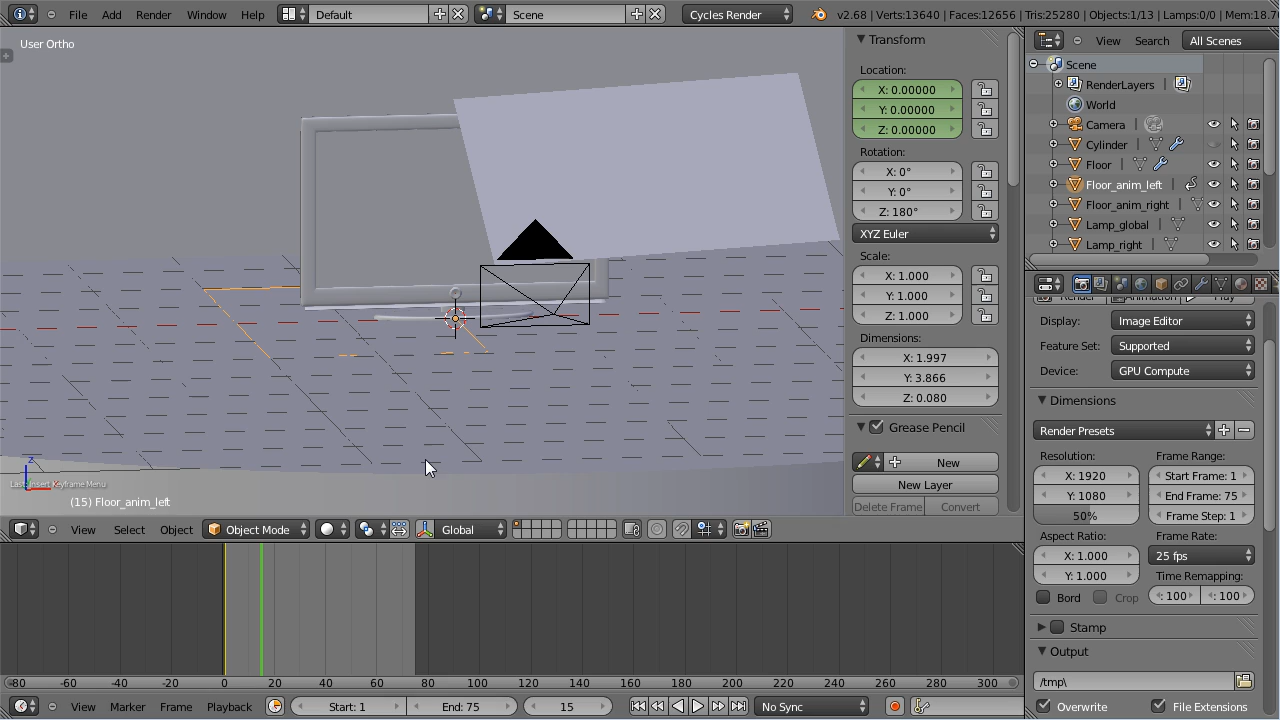 File Add Render Window Help Default Scene Cycles Render v2.68 | Verts:13640 | Faces:12656 | Tris:25280 | Objects:1/13 | Lamps:0/0 | Mem:18.7
User Ortho
Transform
Location:
X: 0.00000
Y: 0.00000
Z: 0.00000
Rotation:
X: 0°
Y: 0°
Z: 180°
XYZ Euler
Scale:
X: 1.000
Y: 1.000
Z: 1.000
Dimensions:
X: 1.997
Y: 3.866
Z: 0.080
Grease Pencil
New
New Layer
Delete Frame Convert
z
Last: Insert Keyframe Menu
(15) Floor_anim_left
View Select Object Object Mode Global
-80 -60 -40 -20 0 20 40 60 80 100 120 140 160 180 200 220 240 260 280 300
View Marker Frame Playback Start: 1 End: 75 15 No Sync
View Search All Scenes
Scene
RenderLayers
World
Camera
Cylinder
Floor
Floor_anim_left
Floor_anim_right
Lamp_global
Lamp_right
Display: Image Editor
Feature Set: Supported
Device: GPU Compute
Dimensions
Render Presets
Resolution: Frame Range:
X: 1920 Start Frame: 1
Y: 1080 End Frame: 75
50% Frame Step: 1
Aspect Ratio: Frame Rate:
X: 1.000 25 fps
Y: 1.000 Time Remapping:
Bord Crop : 100 : 100
Stamp
Output
/tmp\
Overwrite File Extensions